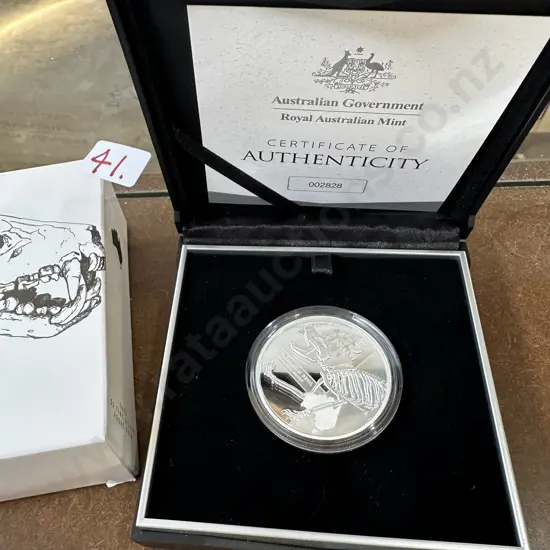 Australian Government
Royal Australian Mint
CERTIFICATE OF
AUTHENTICITY
002828
41.